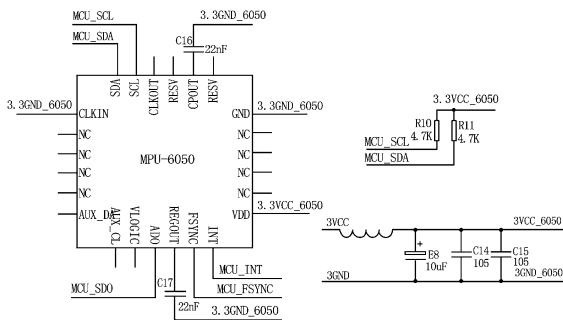 MCU_SCL
3.3GND_6050
MCU_SDA
C16
22nF
SDA
SCL
CLKOUT
RESV
CPOUT
RESV
3.3GND_6050
CLKIN
GND
3.3GND_6050
NC
NC
NC
NC
NC
NC
NC
NC
MPU-6050
AUX_DA
VDD
3.3VCC_6050
AUX_CL
VLOGIC
ADO
REGOUT
FSYNC
INT
MCU_INT
MCU_SDO
C17
MCU_FSYNC
22nF
3.3GND_6050
3.3VCC_6050
R10
4.7K
R11
4.7K
MCU_SCL
MCU_SDA
3VCC
3VCC_6050
+
E8
10uF
C14
105
C15
105
3GND
3GND_6050